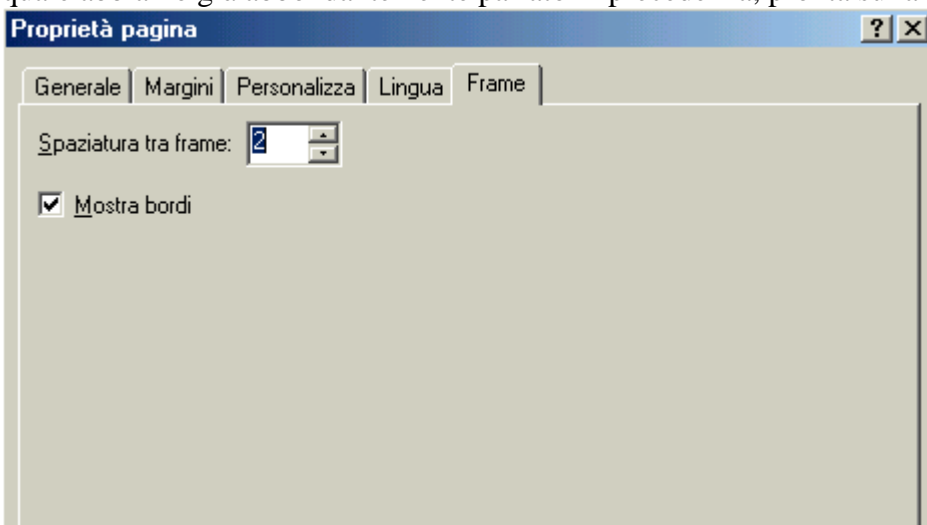 Proprietà pagina
Generale Margini Personalizza Lingua Frame
Spaziatura tra frame: 2
Mostra bordi